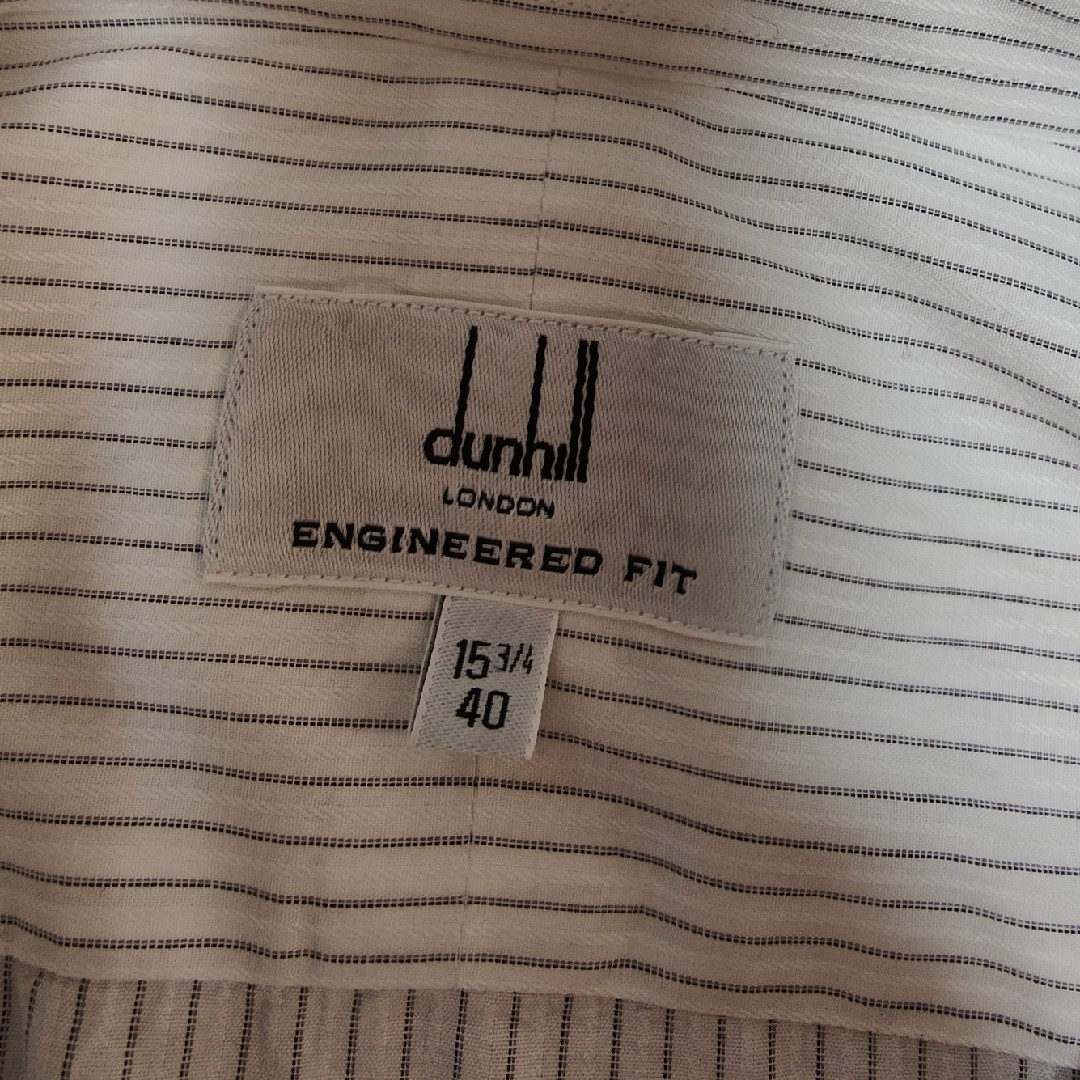 dunhill
LONDON
ENGINEERED FIT
15 3/4
40